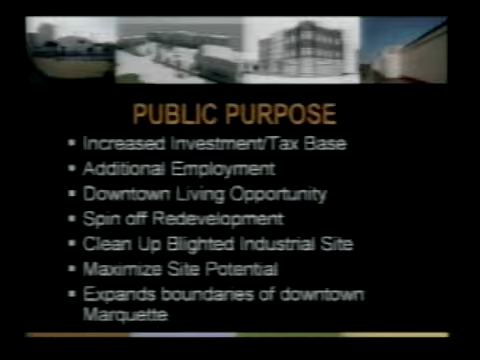 PUBLIC PURPOSE
▪ Increased Investment/Tax Base
▪ Additional Employment
▪ Downtown Living Opportunity
▪ Spin off Redevelopment
▪ Clean Up Blighted Industrial Site
▪ Maximize Site Potential
▪ Expands boundaries of downtown
Marquette